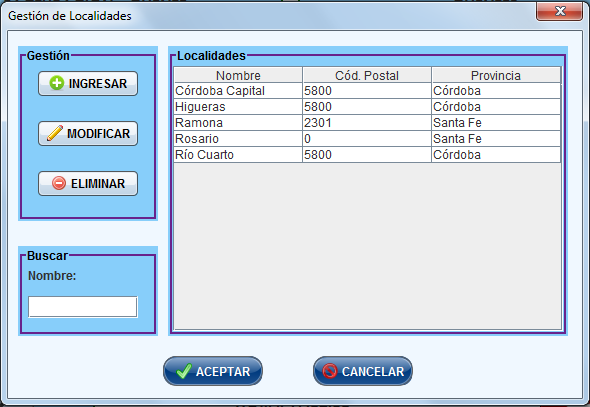 Gestión de Localidades
Gestión
INGRESAR
MODIFICAR
ELIMINAR
Buscar
Nombre:
Localidades
Nombre Cód. Postal Provincia
Córdoba Capital 5800 Córdoba
Higueras 5800 Córdoba
Ramona 2301 Santa Fe
Rosario 0 Santa Fe
Río Cuarto 5800 Córdoba
ACEPTAR CANCELAR